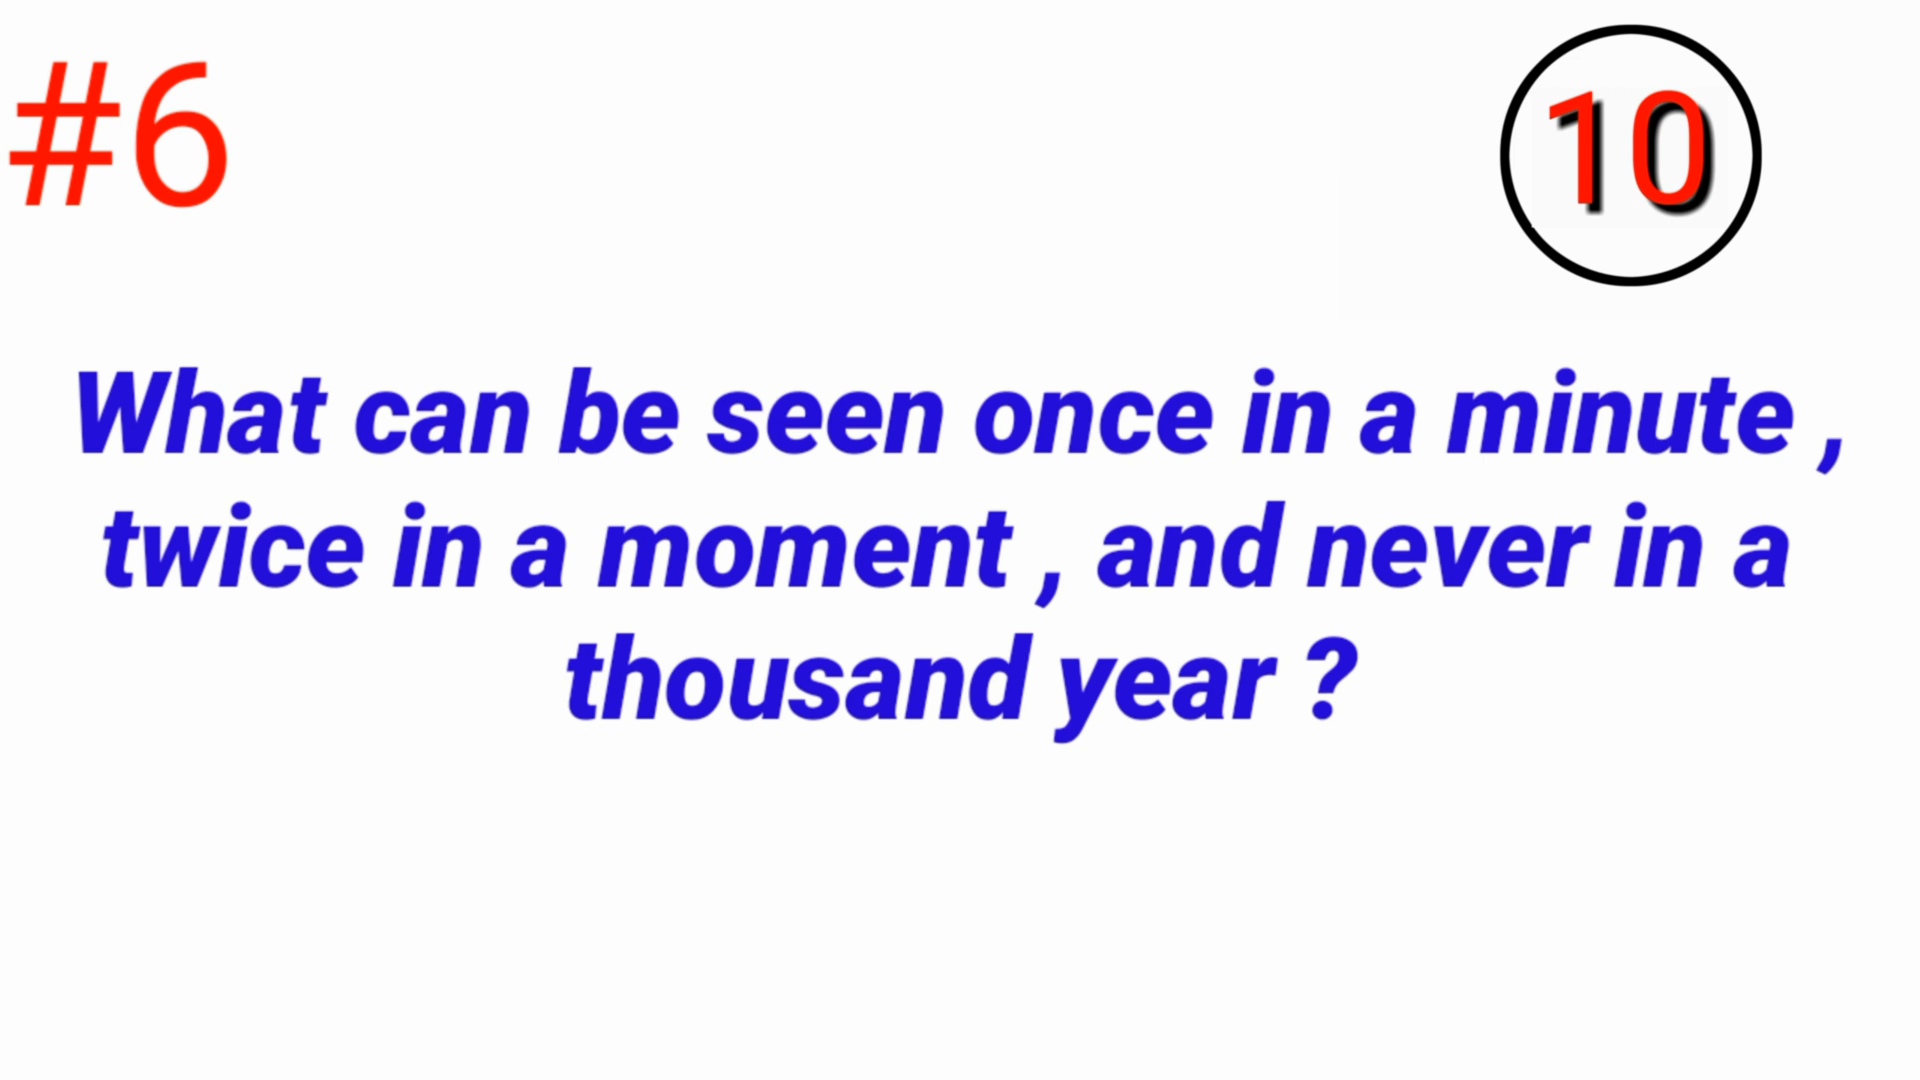 #6
10
What can be seen once in a minute ,
twice in a moment , and never in a
thousand year ?